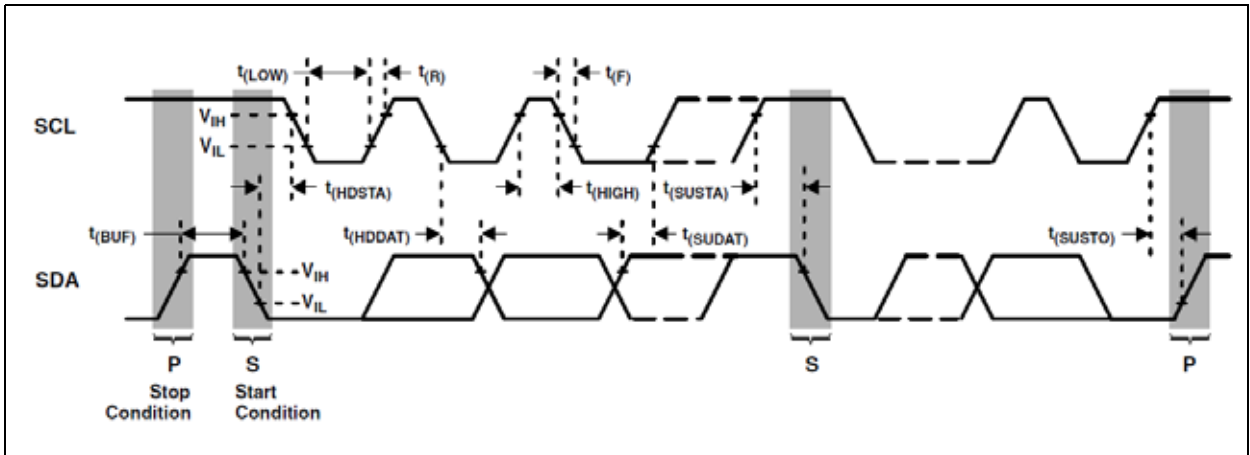 t(LOW)
t(R)
t(F)
SCL
VIH
VIL
t(HDSTA)
t(HIGH)
t(SUSTA)
t(BUF)
t(HDDAT)
t(SUDAT)
t(SUSTO)
SDA
VIH
VIL
P
S
S
P
Stop
Condition
Start
Condition